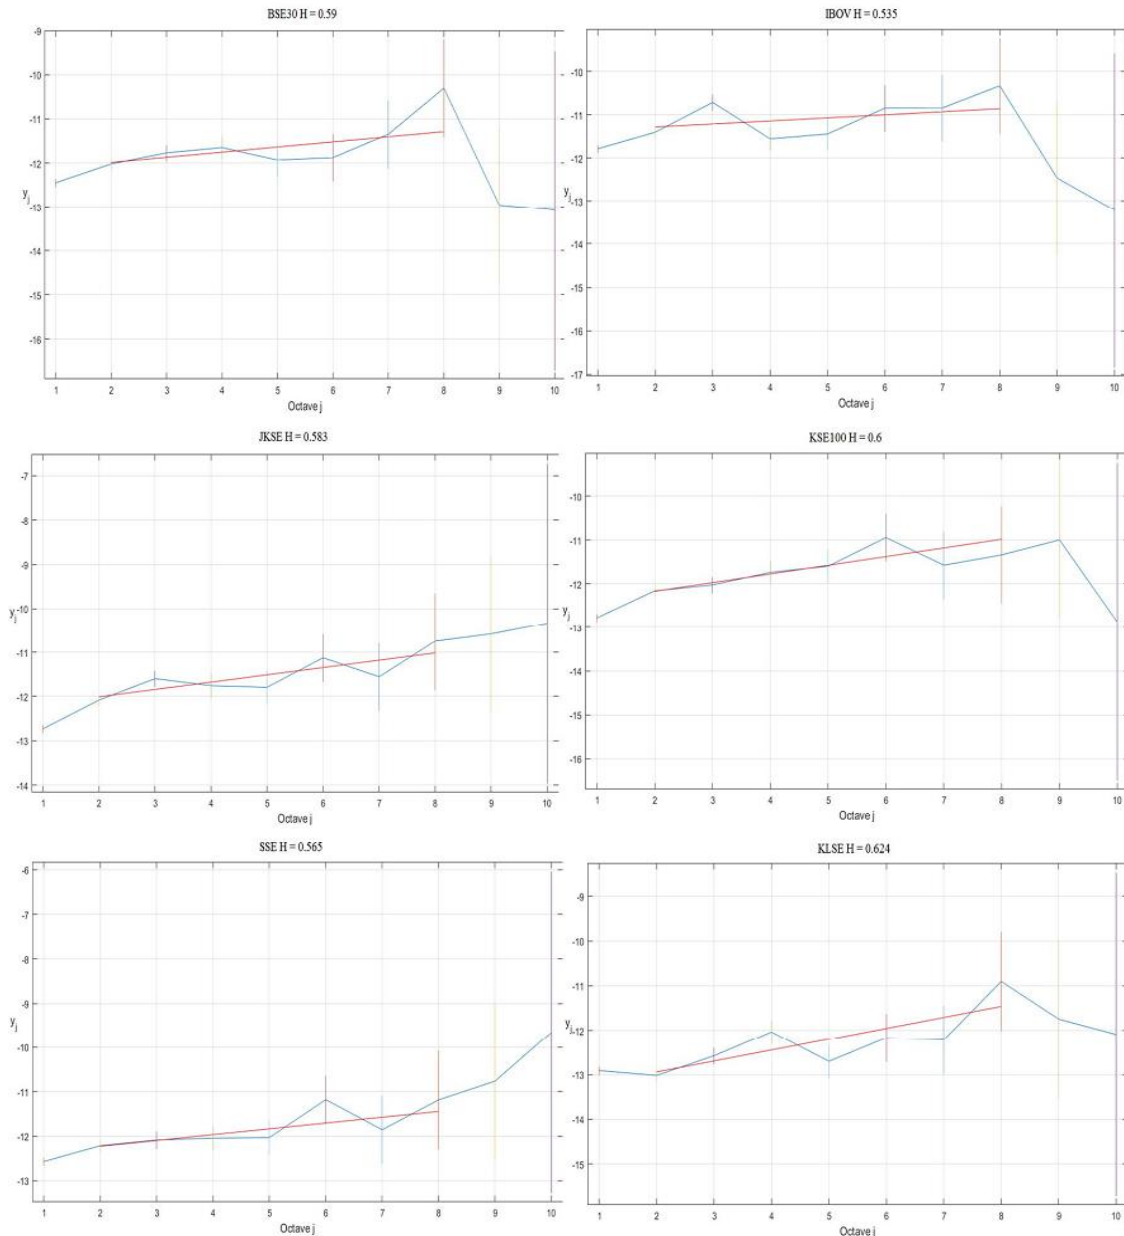 BSE30 H = 0.59
-9
-10
-11
-12
y_j
-13
-14
-15
-16
1 2 3 4 5 6 7 8 9 10
Octave j
IBOV H = 0.535
-10
-11
-12
y_j
-13
-14
-15
-16
-17
1 2 3 4 5 6 7 8 9 10
Octave j
JKSE H = 0.583
-7
-8
-9
-10
y_j
-11
-12
-13
-14
1 2 3 4 5 6 7 8 9 10
Octave j
KSE100 H = 0.6
-10
-11
-12
y_j
-13
-14
-15
-16
1 2 3 4 5 6 7 8 9 10
Octave j
SSE H = 0.565
-6
-7
-8
-9
y_j
-10
-11
-12
-13
1 2 3 4 5 6 7 8 9 10
Octave j
KLSE H = 0.624
-9
-10
-11
y_j
-12
-13
-14
-15
1 2 3 4 5 6 7 8 9 10
Octave j